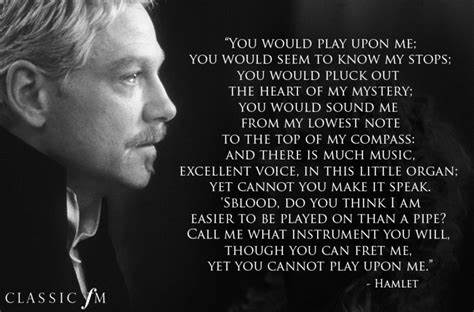 “You would play upon me;
you would seem to know my stops;
you would pluck out
the heart of my mystery;
you would sound me
from my lowest note
to the top of my compass:
and there is much music,
excellent voice, in this little organ;
yet cannot you make it speak.
'Sblood, do you think I am
easier to be played on than a pipe?
Call me what instrument you will,
though you can fret me,
yet you cannot play upon me.”
- Hamlet
CLASSIC fM